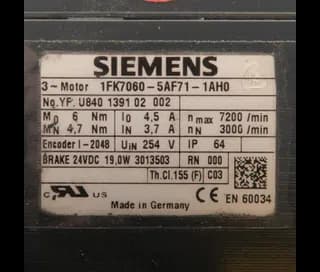 SIEMENS
3~Motor 1FK7060-5AF71-1AH0
No.YP. U840 1391 02 002
M0 6 Nm I0 4,5 A n max 7200 /min
MN 4,7 Nm IN 3,7 A nN 3000 /min
Encoder I-2048 UIN 254 V IP 64
BRAKE 24VDC 19,0W 3013503 RN 000
Th.Cl.155 (F) C03
c RU US
CE EN 60034
Made in Germany